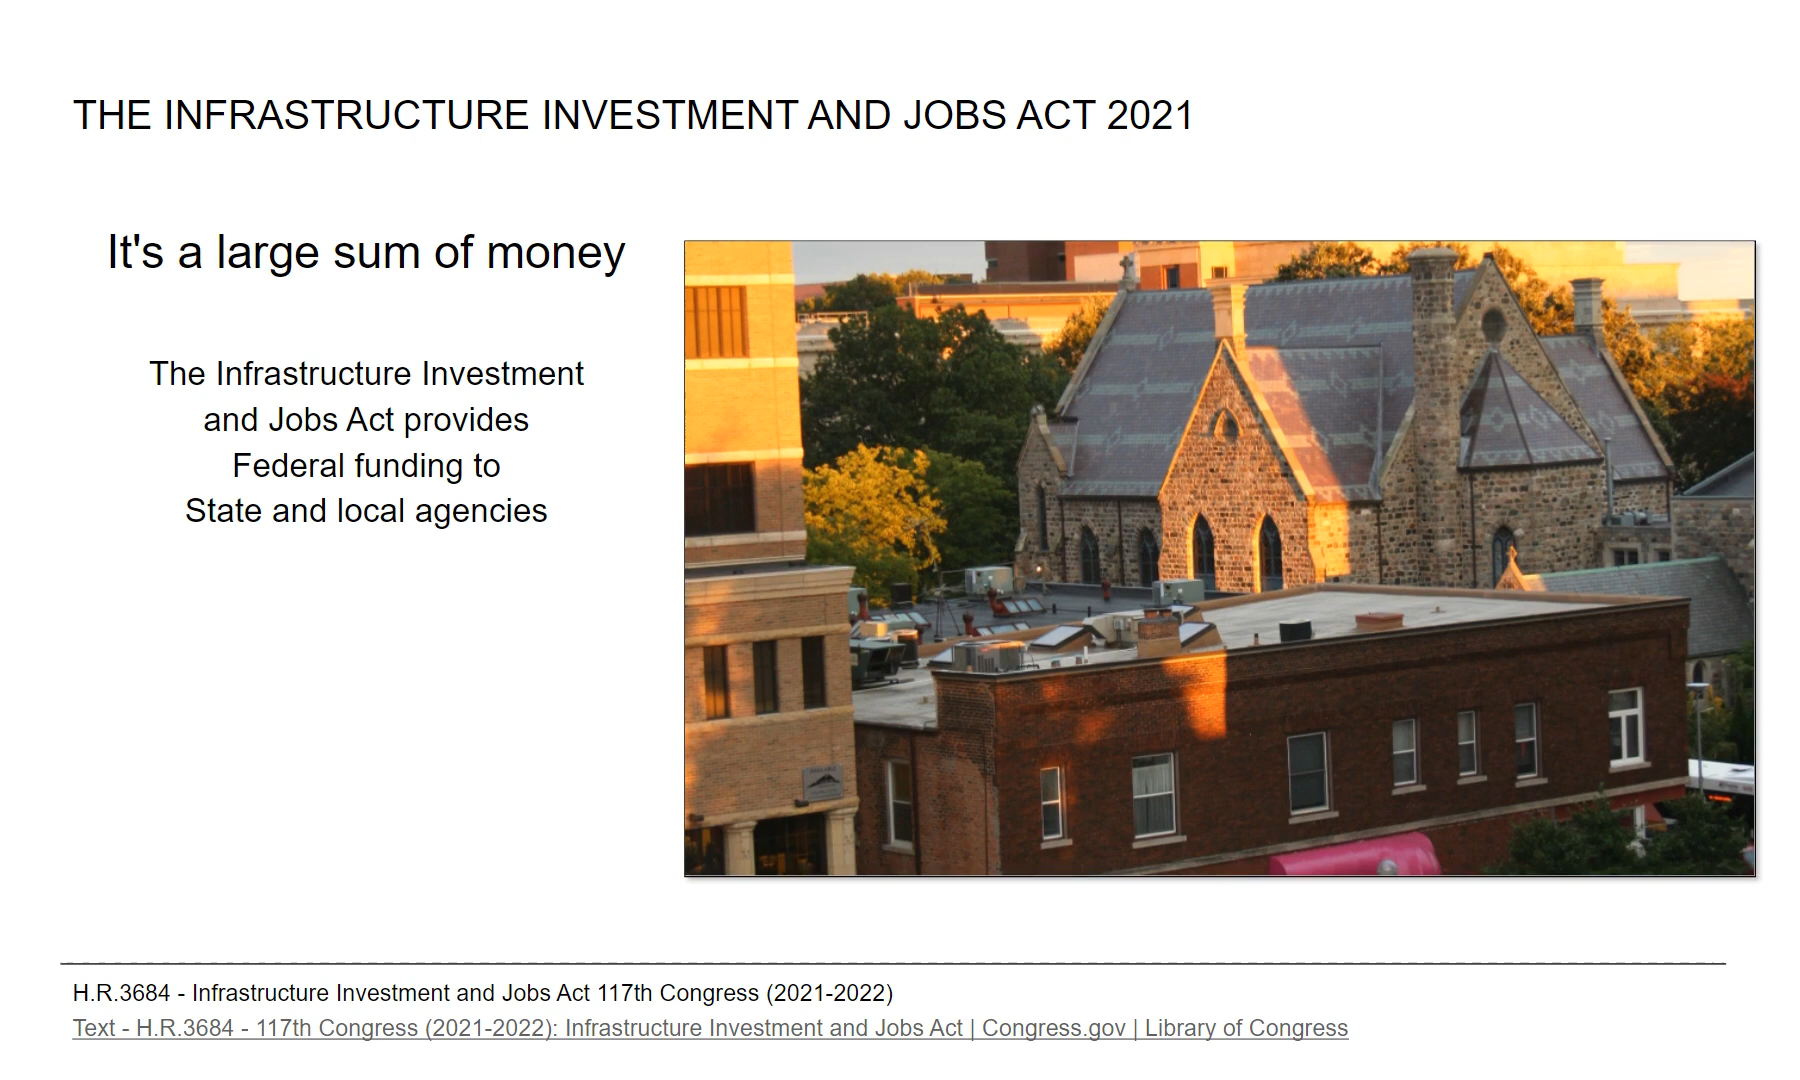 THE INFRASTRUCTURE INVESTMENT AND JOBS ACT 2021
It's a large sum of money
The Infrastructure Investment
and Jobs Act provides
Federal funding to
State and local agencies
H.R.3684 - Infrastructure Investment and Jobs Act 117th Congress (2021-2022)
Text - H.R.3684 - 117th Congress (2021-2022): Infrastructure Investment and Jobs Act | Congress.gov | Library of Congress